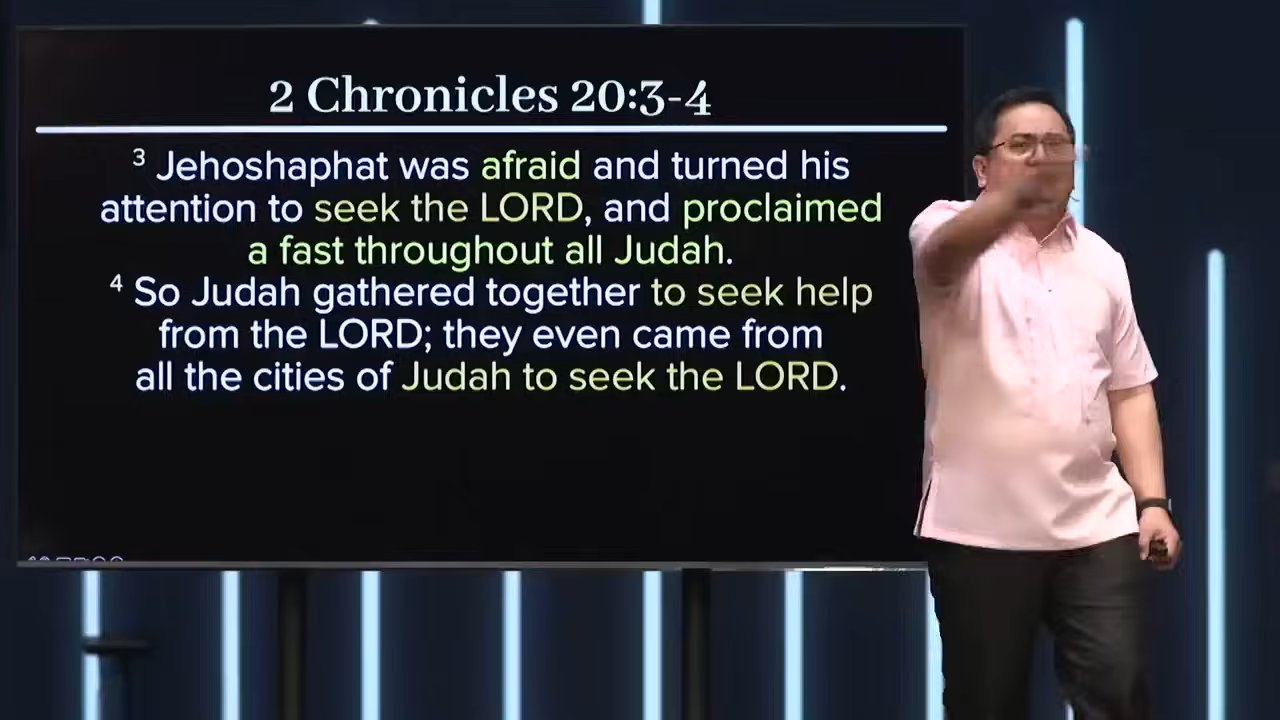 2 Chronicles 20:3-4
3 Jehoshaphat was afraid and turned his
attention to seek the LORD, and proclaimed
a fast throughout all Judah.
4 So Judah gathered together to seek help
from the LORD; they even came from
all the cities of Judah to seek the LORD.